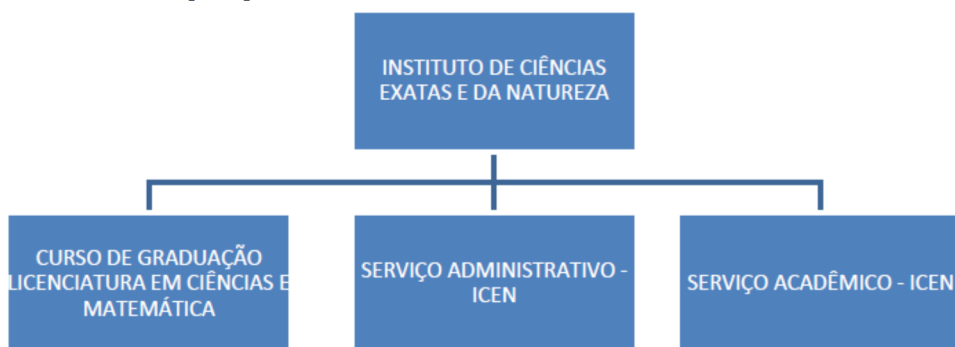 INSTITUTO DE CIÊNCIAS
EXATAS E DA NATUREZA
CURSO DE GRADUAÇÃO
LICENCIATURA EM CIÊNCIAS E
MATEMÁTICA
SERVIÇO ADMINISTRATIVO -
ICEN
SERVIÇO ACADÊMICO - ICEN